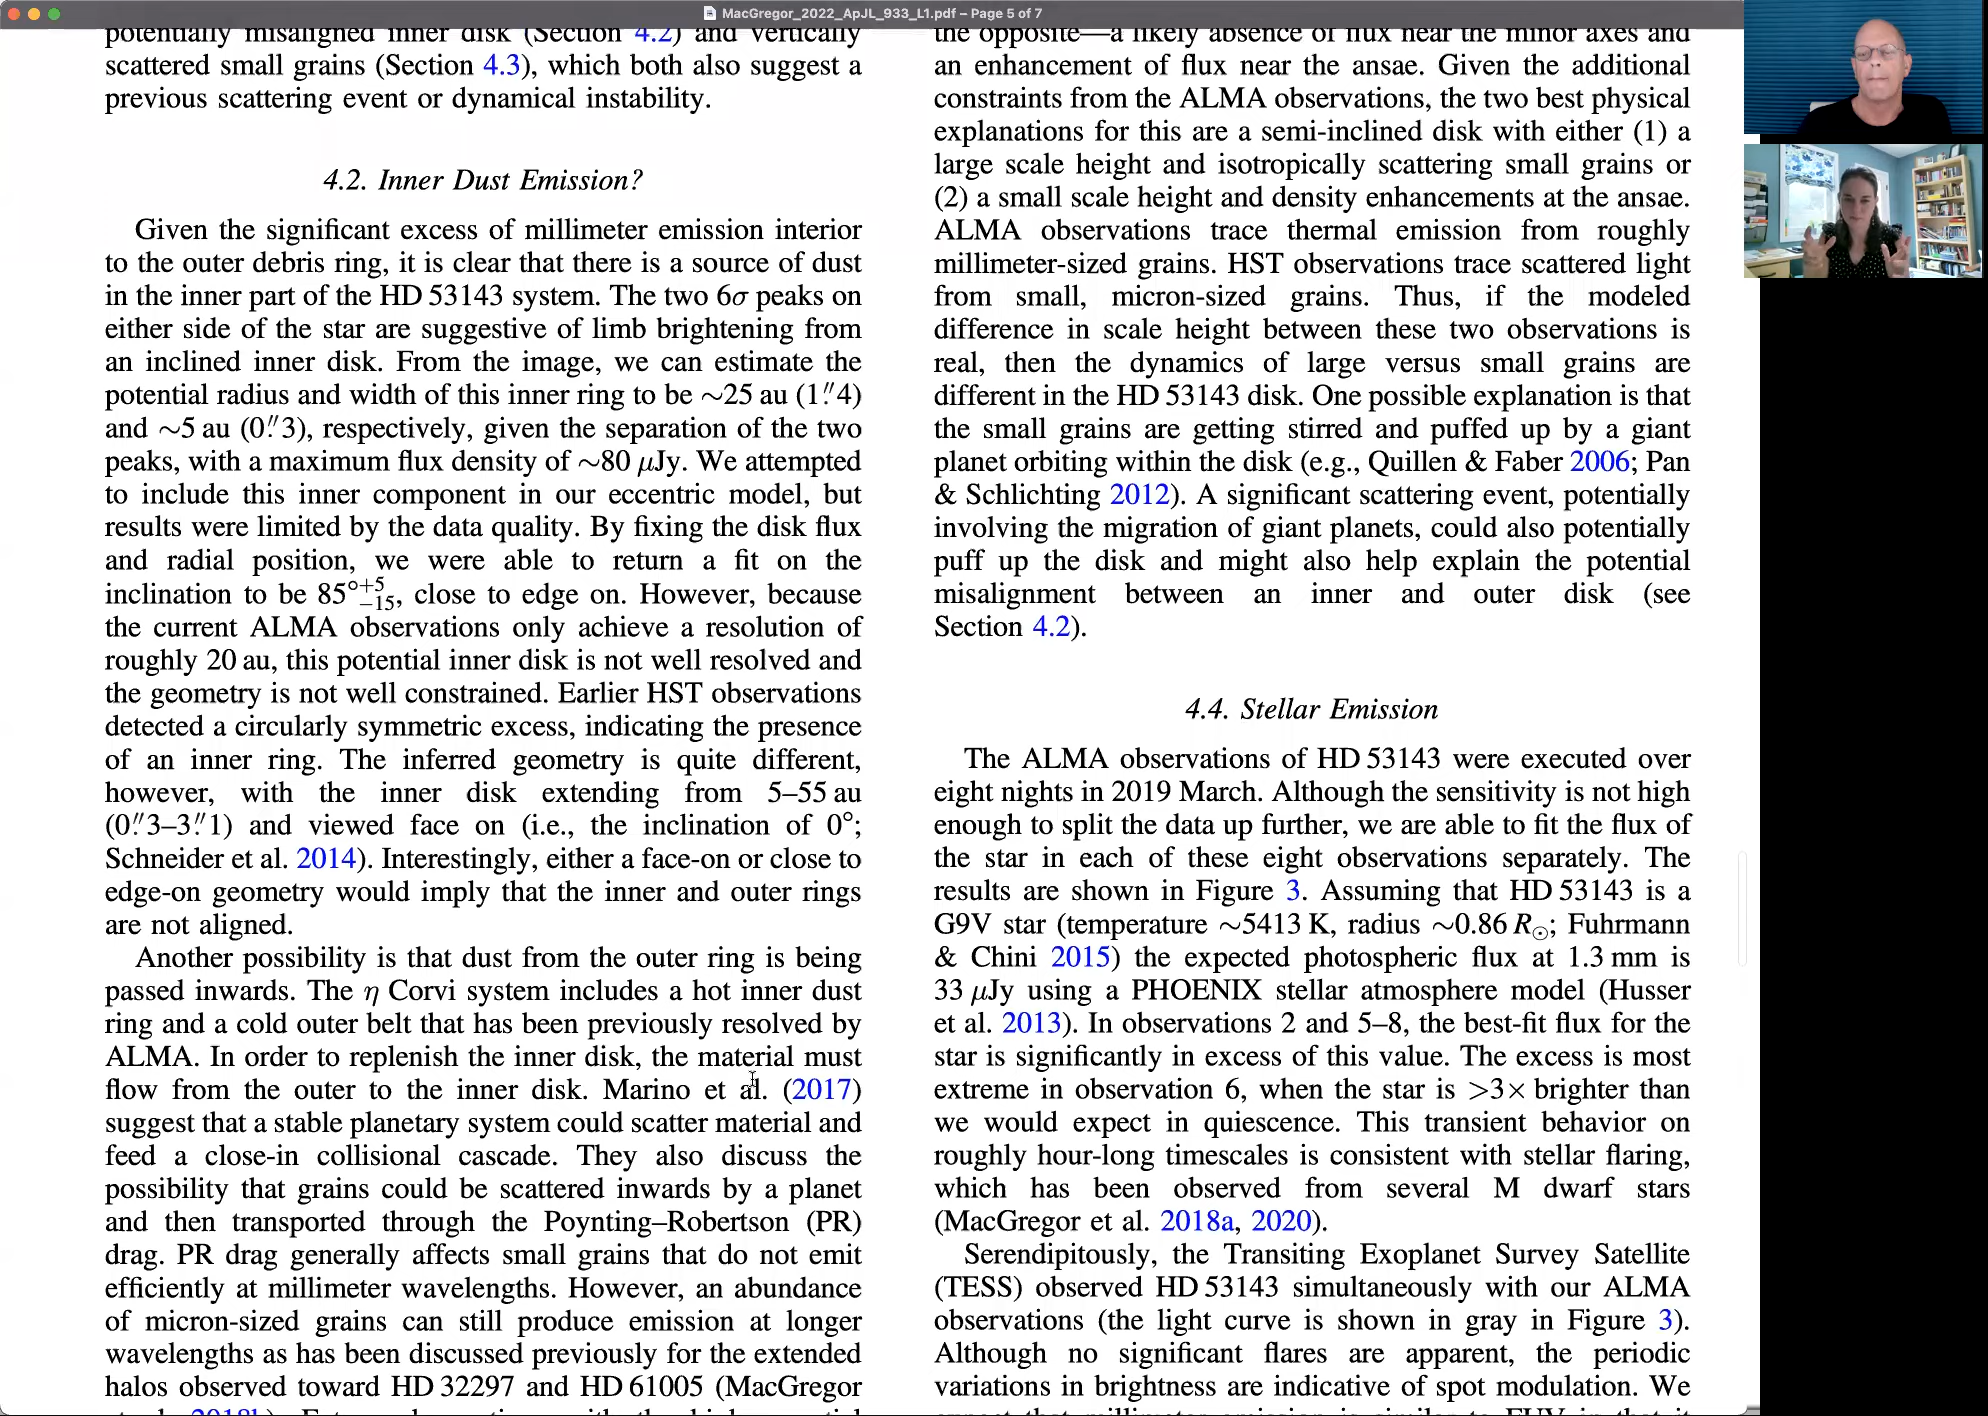 MacGregor_2022_ApJL_933_L1.pdf – Page 5 of 7
potentially misaligned inner disk (Section 4.2) and vertically
scattered small grains (Section 4.3), which both also suggest a
previous scattering event or dynamical instability.
4.2. Inner Dust Emission?
Given the significant excess of millimeter emission interior
to the outer debris ring, it is clear that there is a source of dust
in the inner part of the HD 53143 system. The two 6σ peaks on
either side of the star are suggestive of limb brightening from
an inclined inner disk. From the image, we can estimate the
potential radius and width of this inner ring to be ~25 au (1.″4)
and ~5 au (0.″3), respectively, given the separation of the two
peaks, with a maximum flux density of ~80 μJy. We attempted
to include this inner component in our eccentric model, but
results were limited by the data quality. By fixing the disk flux
and radial position, we were able to return a fit on the
inclination to be 85°+5−15, close to edge on. However, because
the current ALMA observations only achieve a resolution of
roughly 20 au, this potential inner disk is not well resolved and
the geometry is not well constrained. Earlier HST observations
detected a circularly symmetric excess, indicating the presence
of an inner ring. The inferred geometry is quite different,
however, with the inner disk extending from 5–55 au
(0.″3–3.″1) and viewed face on (i.e., the inclination of 0°;
Schneider et al. 2014). Interestingly, either a face-on or close to
edge-on geometry would imply that the inner and outer rings
are not aligned.
Another possibility is that dust from the outer ring is being
passed inwards. The η Corvi system includes a hot inner dust
ring and a cold outer belt that has been previously resolved by
ALMA. In order to replenish the inner disk, the material must
flow from the outer to the inner disk. Marino et al. (2017)
suggest that a stable planetary system could scatter material and
feed a close-in collisional cascade. They also discuss the
possibility that grains could be scattered inwards by a planet
and then transported through the Poynting–Robertson (PR)
drag. PR drag generally affects small grains that do not emit
efficiently at millimeter wavelengths. However, an abundance
of micron-sized grains can still produce emission at longer
wavelengths as has been discussed previously for the extended
halos observed toward HD 32297 and HD 61005 (MacGregor
the opposite—a likely absence of flux near the minor axes and
an enhancement of flux near the ansae. Given the additional
constraints from the ALMA observations, the two best physical
explanations for this are a semi-inclined disk with either (1) a
large scale height and isotropically scattering small grains or
(2) a small scale height and density enhancements at the ansae.
ALMA observations trace thermal emission from roughly
millimeter-sized grains. HST observations trace scattered light
from small, micron-sized grains. Thus, if the modeled
difference in scale height between these two observations is
real, then the dynamics of large versus small grains are
different in the HD 53143 disk. One possible explanation is that
the small grains are getting stirred and puffed up by a giant
planet orbiting within the disk (e.g., Quillen & Faber 2006; Pan
& Schlichting 2012). A significant scattering event, potentially
involving the migration of giant planets, could also potentially
puff up the disk and might also help explain the potential
misalignment between an inner and outer disk (see
Section 4.2).
4.4. Stellar Emission
The ALMA observations of HD 53143 were executed over
eight nights in 2019 March. Although the sensitivity is not high
enough to split the data up further, we are able to fit the flux of
the star in each of these eight observations separately. The
results are shown in Figure 3. Assuming that HD 53143 is a
G9V star (temperature ~5413 K, radius ~0.86 R⊙; Fuhrmann
& Chini 2015) the expected photospheric flux at 1.3 mm is
33 μJy using a PHOENIX stellar atmosphere model (Husser
et al. 2013). In observations 2 and 5–8, the best-fit flux for the
star is significantly in excess of this value. The excess is most
extreme in observation 6, when the star is >3× brighter than
we would expect in quiescence. This transient behavior on
roughly hour-long timescales is consistent with stellar flaring,
which has been observed from several M dwarf stars
(MacGregor et al. 2018a, 2020).
Serendipitously, the Transiting Exoplanet Survey Satellite
(TESS) observed HD 53143 simultaneously with our ALMA
observations (the light curve is shown in gray in Figure 3).
Although no significant flares are apparent, the periodic
variations in brightness are indicative of spot modulation. We